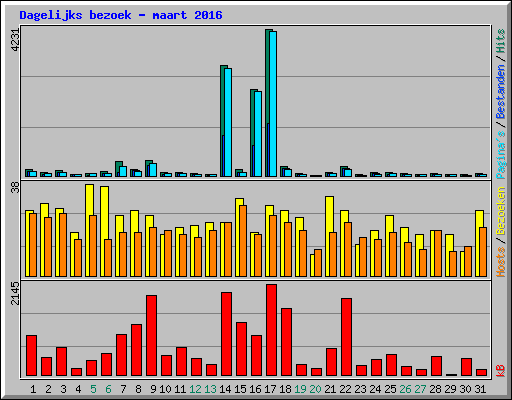 Dagelijks bezoek - maart 2016
4231
38
2145
Hosts/Bezoeken Pagina's/Bestanden/Hits
kB
1 2 3 4 5 6 7 8 9 10 11 12 13 14 15 16 17 18 19 20 21 22 23 24 25 26 27 28 29 30 31